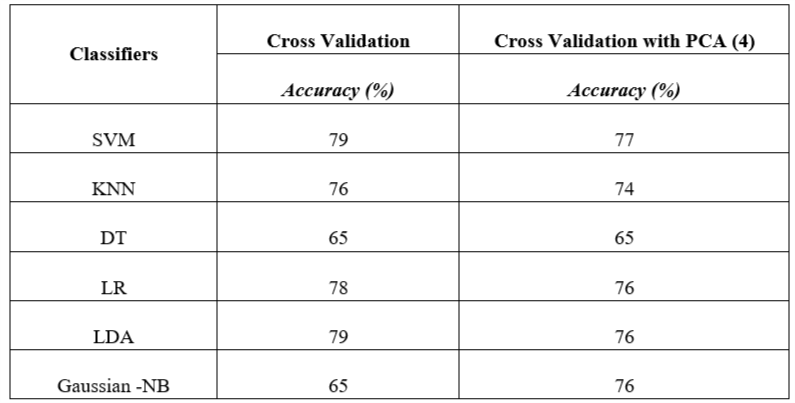 Classifiers Cross Validation Cross Validation with PCA (4)
Accuracy (%) Accuracy (%)
SVM 79 77
KNN 76 74
DT 65 65
LR 78 76
LDA 79 76
Gaussian -NB 65 76